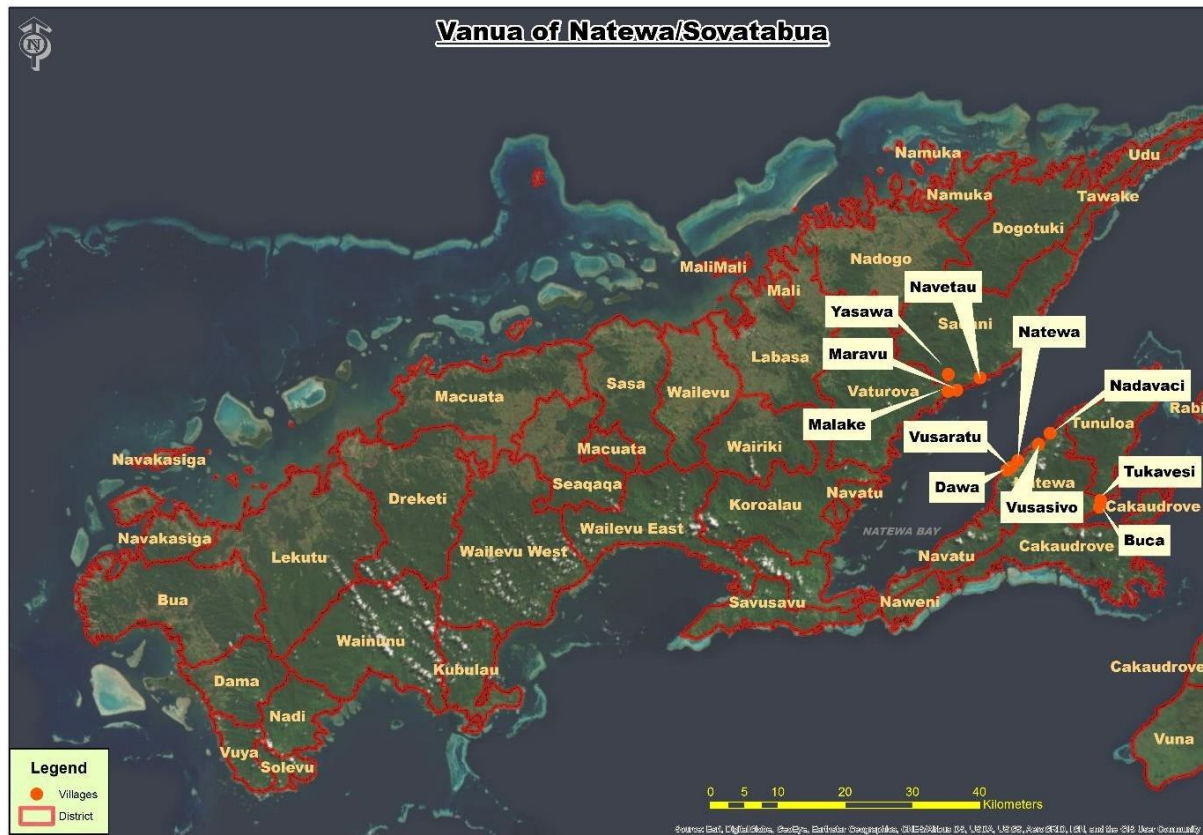 Vanua of Natewa/Sovatabua
N
Namuka
Udu
Namuka
Tawake
Dogotuki
Nadogo
MaliMali
Mali
Navetau
Yasawa
Natewa
Maravu
Labasa
Sasa
Wailevu
Vaturova
Macuata
Malake
Nadavaci
Tunuloa
Rabi
Vusaratu
Macuata
Wairiki
Navakasiga
Dreketi
Seaqaqa
Dawa
Tukavesi
Vusasivo
Koroalau
Navatu
Cakaudrove
Navakasiga
Wailevu East
NATEWA BAY
Buca
Lekutu
Wailevu West
Navatu
Cakaudrove
Bua
Savusavu
Naweni
Wainunu
Kubulau
Cakaudrove
Dama
Nadi
Vuna
Vuya
Solevu
Legend
Villages
District
0 5 10 20 30 40
Kilometers